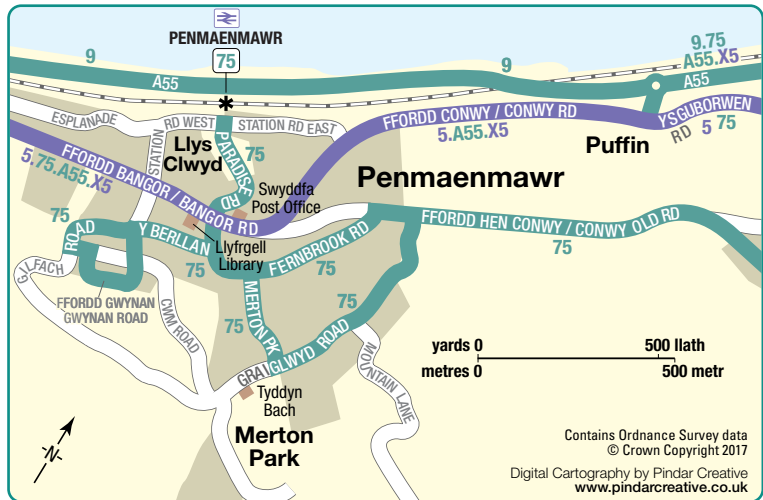 PENMAENMAWR
75
9
A55
9
9.75
A55.X5
A55
ESPLANADE
STATION
RD WEST
STATION RD EAST
*
Llys
Clwyd
PARADISE
RD
75
FFORDD CONWY / CONWY RD
5.A55.X5
Puffin
YSGUBORWEN
RD
5 75
FFORDD BANGOR / BANGOR RD
5.75.A55.X5
Penmaenmawr
Swyddfa
Post Office
Llyfrgell
Library
75
ROAD
GILFACH
Y BERLLAN
75
FERNBROOK RD
75
FFORDD HEN CONWY / CONWY OLD RD
75
FFORDD GWYNAN
GWYNAN ROAD
CWM ROAD
75
MERTON PK
75
GRAIGLWYD ROAD
MOUNTAIN LANE
Tyddyn
Bach
Merton
Park
yards 0
500 llath
metres 0
500 metr
-N-
Contains Ordnance Survey data
© Crown Copyright 2017
Digital Cartography by Pindar Creative
www.pindarcreative.co.uk